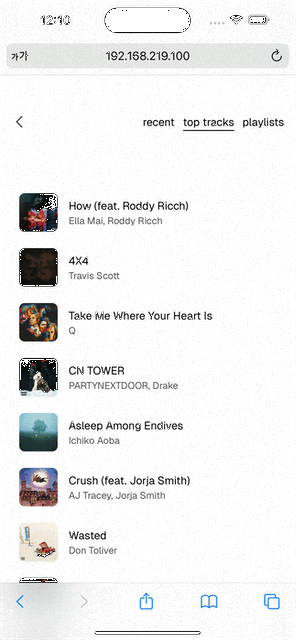 12:10
가가
192.168.219.100
recent top tracks playlists
How (feat. Roddy Ricch)
Ella Mai, Roddy Ricch
4X4
Travis Scott
Take Me Where Your Heart Is
Q
CN TOWER
PARTYNEXTDOOR, Drake
Asleep Among Endives
Ichiko Aoba
Crush (feat. Jorja Smith)
AJ Tracey, Jorja Smith
Wasted
Don Toliver